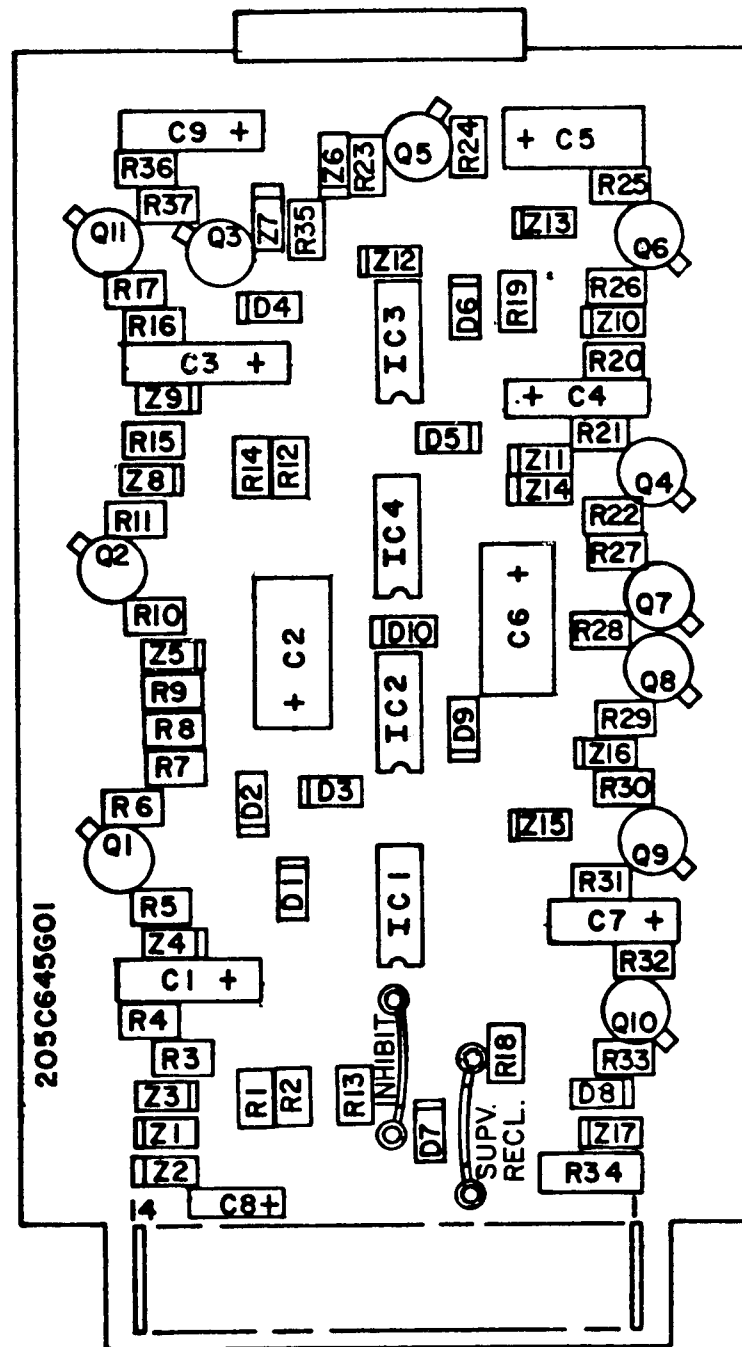 C9 +
+ C5
R36
Z6
R23
Q5
R24
R25
R37
Z7
R35
Z13
Q11
Q3
Q6
Z12
R17
D4
IC3
D6
R19
R26
R16
Z10
C3 +
R20
Z9
+ C4
R15
R14
R12
D5
R21
Z8
Z11
Q4
Z14
R11
IC4
R22
Q2
R27
C6 +
Q7
R10
C2 +
D10
R28
Z5
R9
IC2
Q8
R8
D9
R29
R7
Z16
R6
D2
D3
R30
Q1
Z15
Q9
D1
IC1
R31
R5
C7 +
Z4
R32
C1 +
205C645G01
R4
INHIBIT
Q10
R3
R18
R33
Z3
R1
R2
R13
D8
Z1
D7
SUPV.
RECL.
Z17
Z2
R34
14
C8+
1